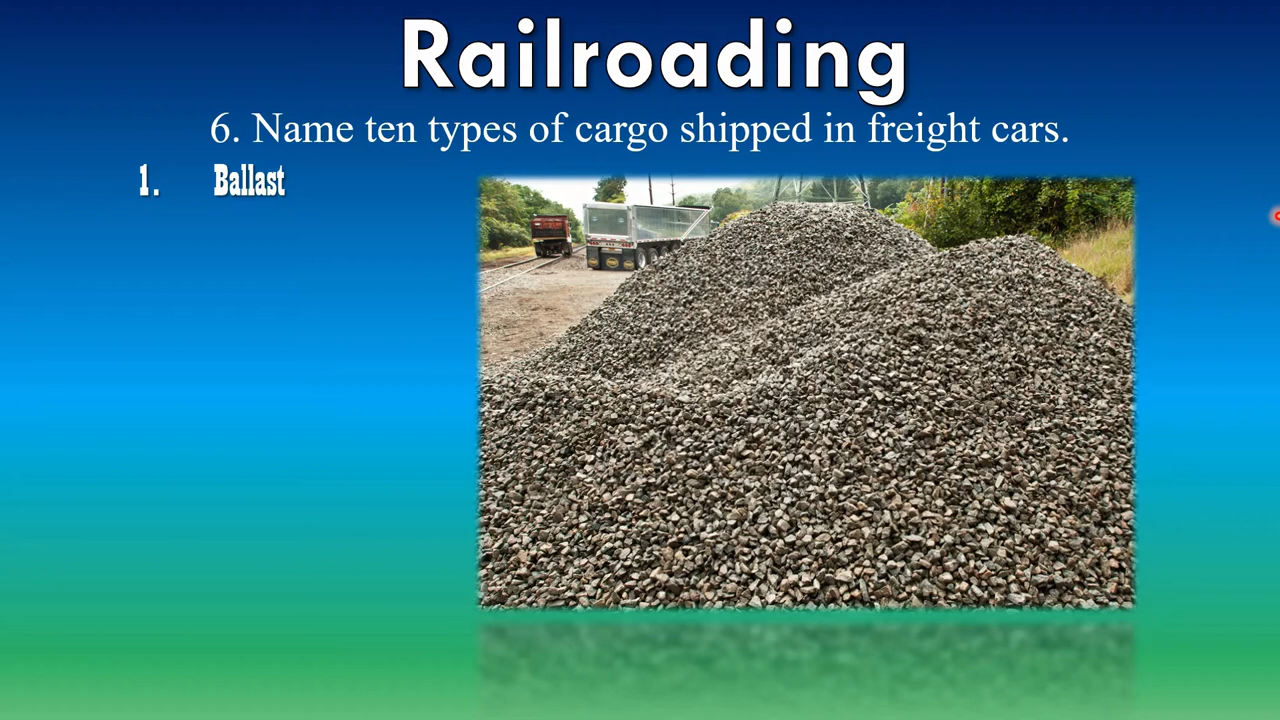 Railroading
6. Name ten types of cargo shipped in freight cars.
1. Ballast